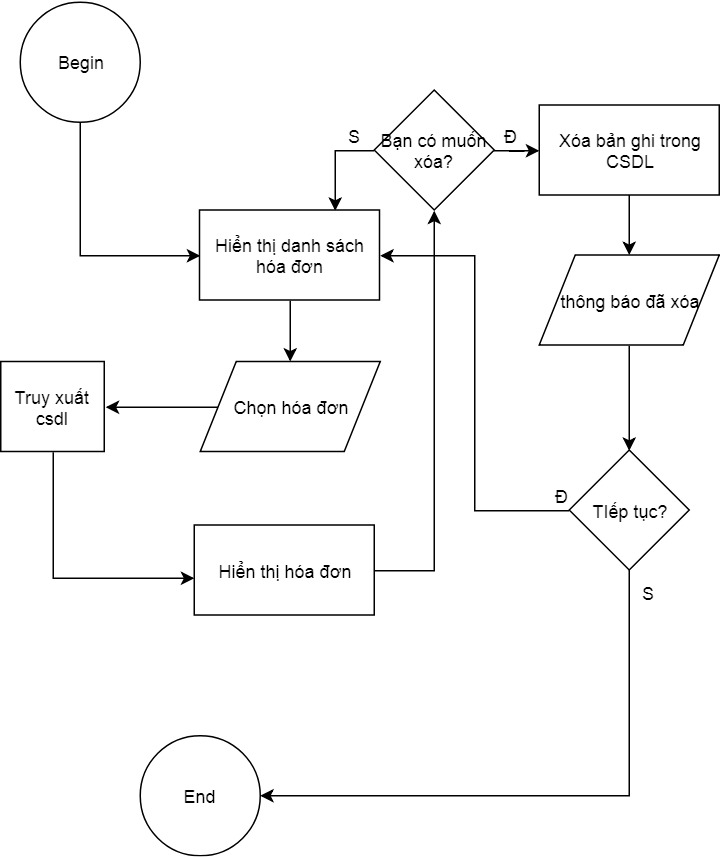 Begin
S
Bạn có muốn
xóa?
Đ
Xóa bản ghi trong
CSDL
Hiển thị danh sách
hóa đơn
thông báo đã xóa
Truy xuất
csdl
Chọn hóa đơn
Đ
TIếp tục?
Hiển thị hóa đơn
S
End